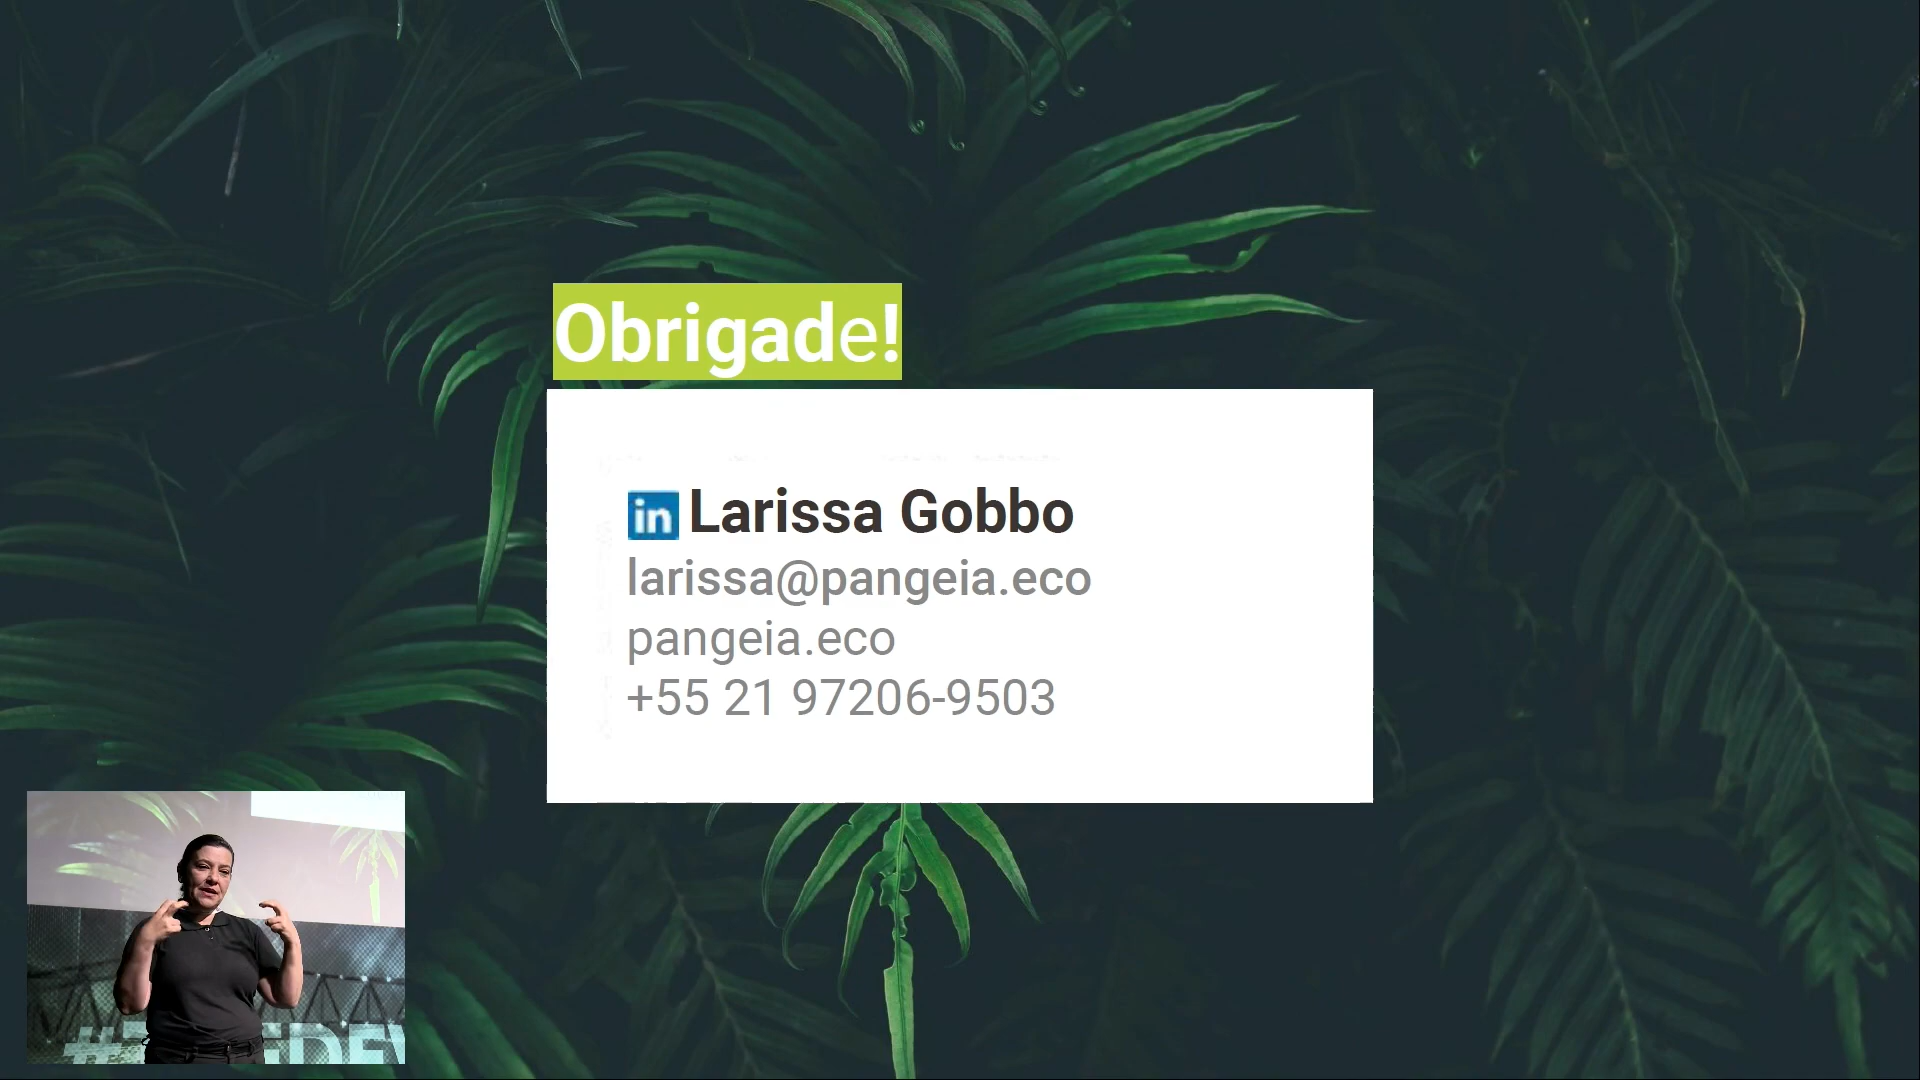 Obrigade!
in Larissa Gobbo
larissa@pangeia.eco
pangeia.eco
+55 21 97206-9503